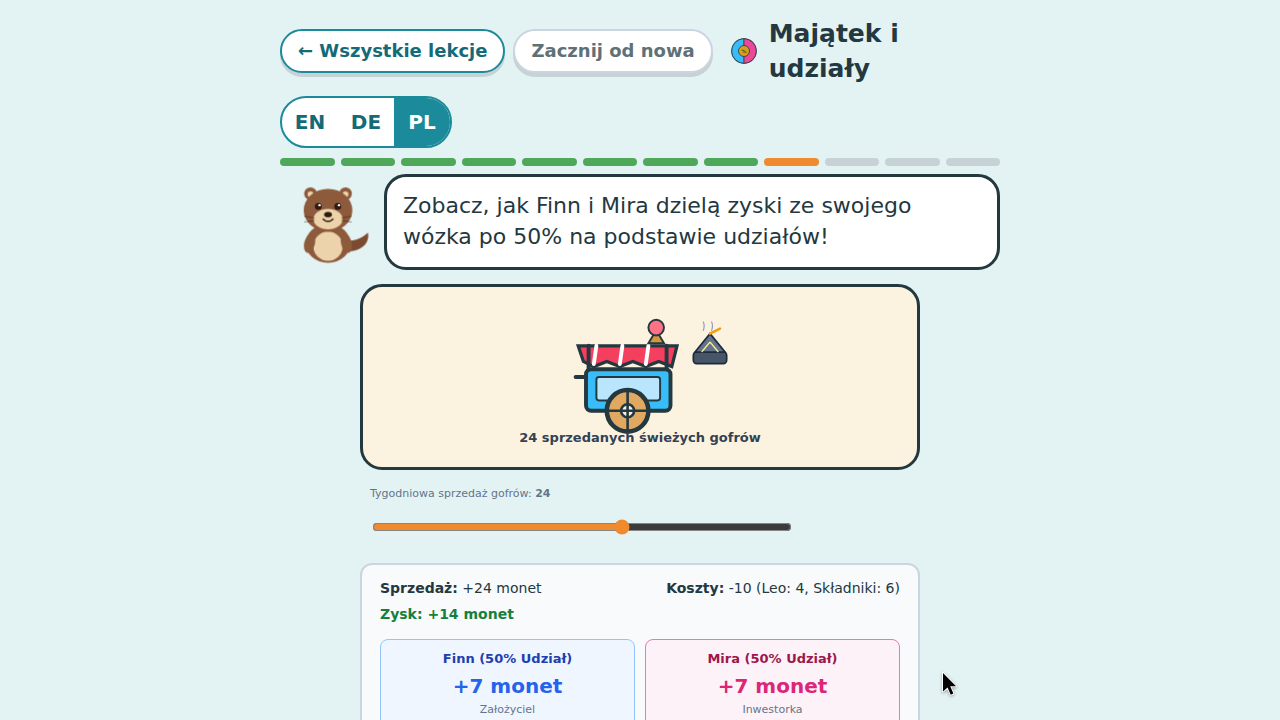 ← Wszystkie lekcje
Zacznij od nowa
Majątek i
udziały
EN DE PL
Zobacz, jak Finn i Mira dzielą zyski ze swojego
wózka po 50% na podstawie udziałów!
24 sprzedanych świeżych gofrów
Tygodniowa sprzedaż gofrów: 24
Sprzedaż: +24 monet
Koszty: -10 (Leo: 4, Składniki: 6)
Zysk: +14 monet
Finn (50% Udział)
+7 monet
Założyciel
Mira (50% Udział)
+7 monet
Inwestorka